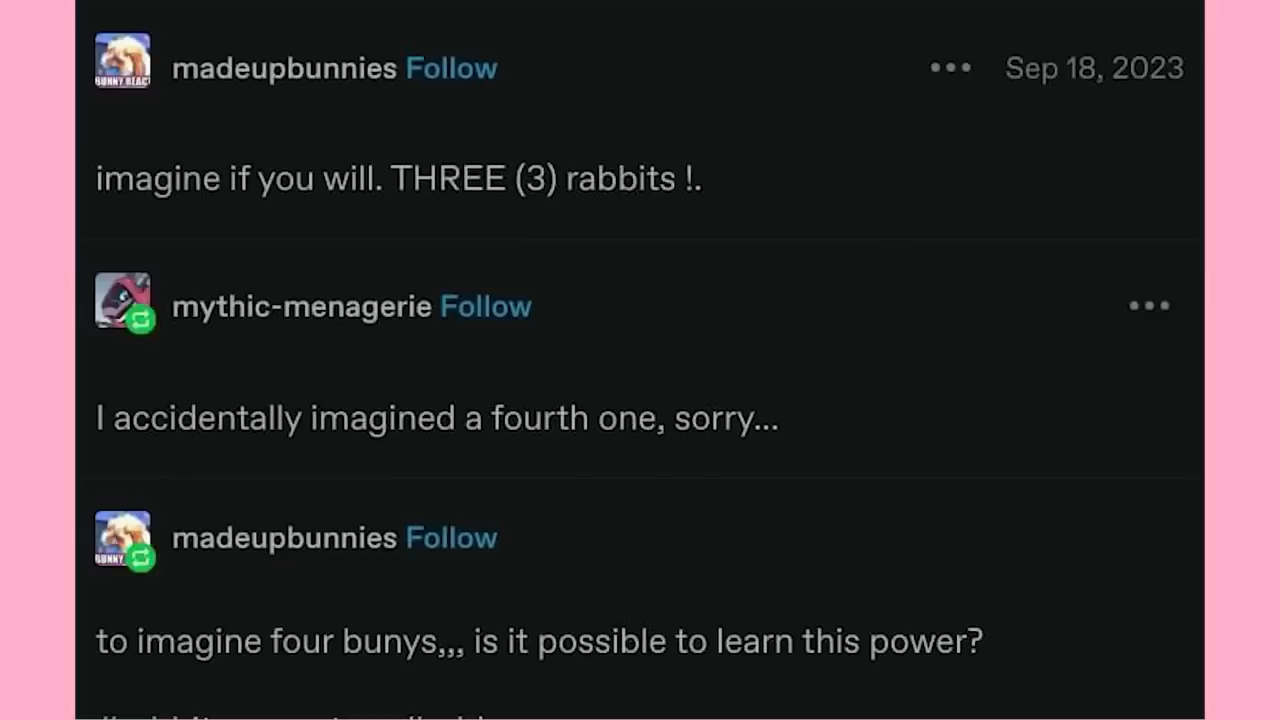 madeupbunnies Follow ••• Sep 18, 2023
imagine if you will. THREE (3) rabbits !.
mythic-menagerie Follow •••
I accidentally imagined a fourth one, sorry...
madeupbunnies Follow
to imagine four bunys,,, is it possible to learn this power?